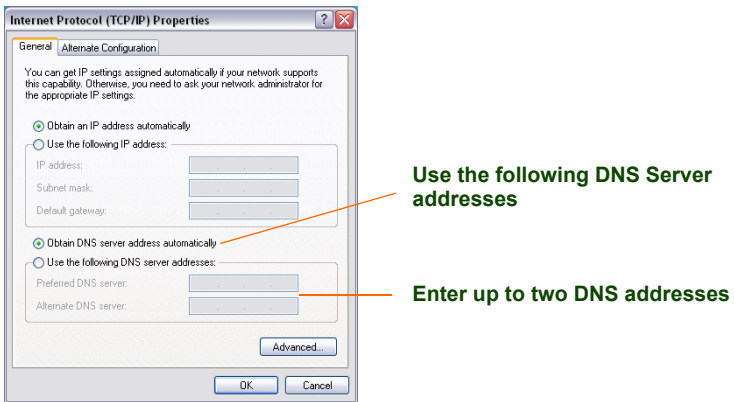 Internet Protocol (TCP/IP) Properties
General
Alternate Configuration
You can get IP settings assigned automatically if your network supports
this capability. Otherwise, you need to ask your network administrator for
the appropriate IP settings.
Obtain an IP address automatically
Use the following IP address:
IP address:
Subnet mask:
Default gateway:
Obtain DNS server address automatically
Use the following DNS server addresses:
Preferred DNS server:
Alternate DNS server:
Advanced...
OK
Cancel
Use the following DNS Server
addresses
Enter up to two DNS addresses